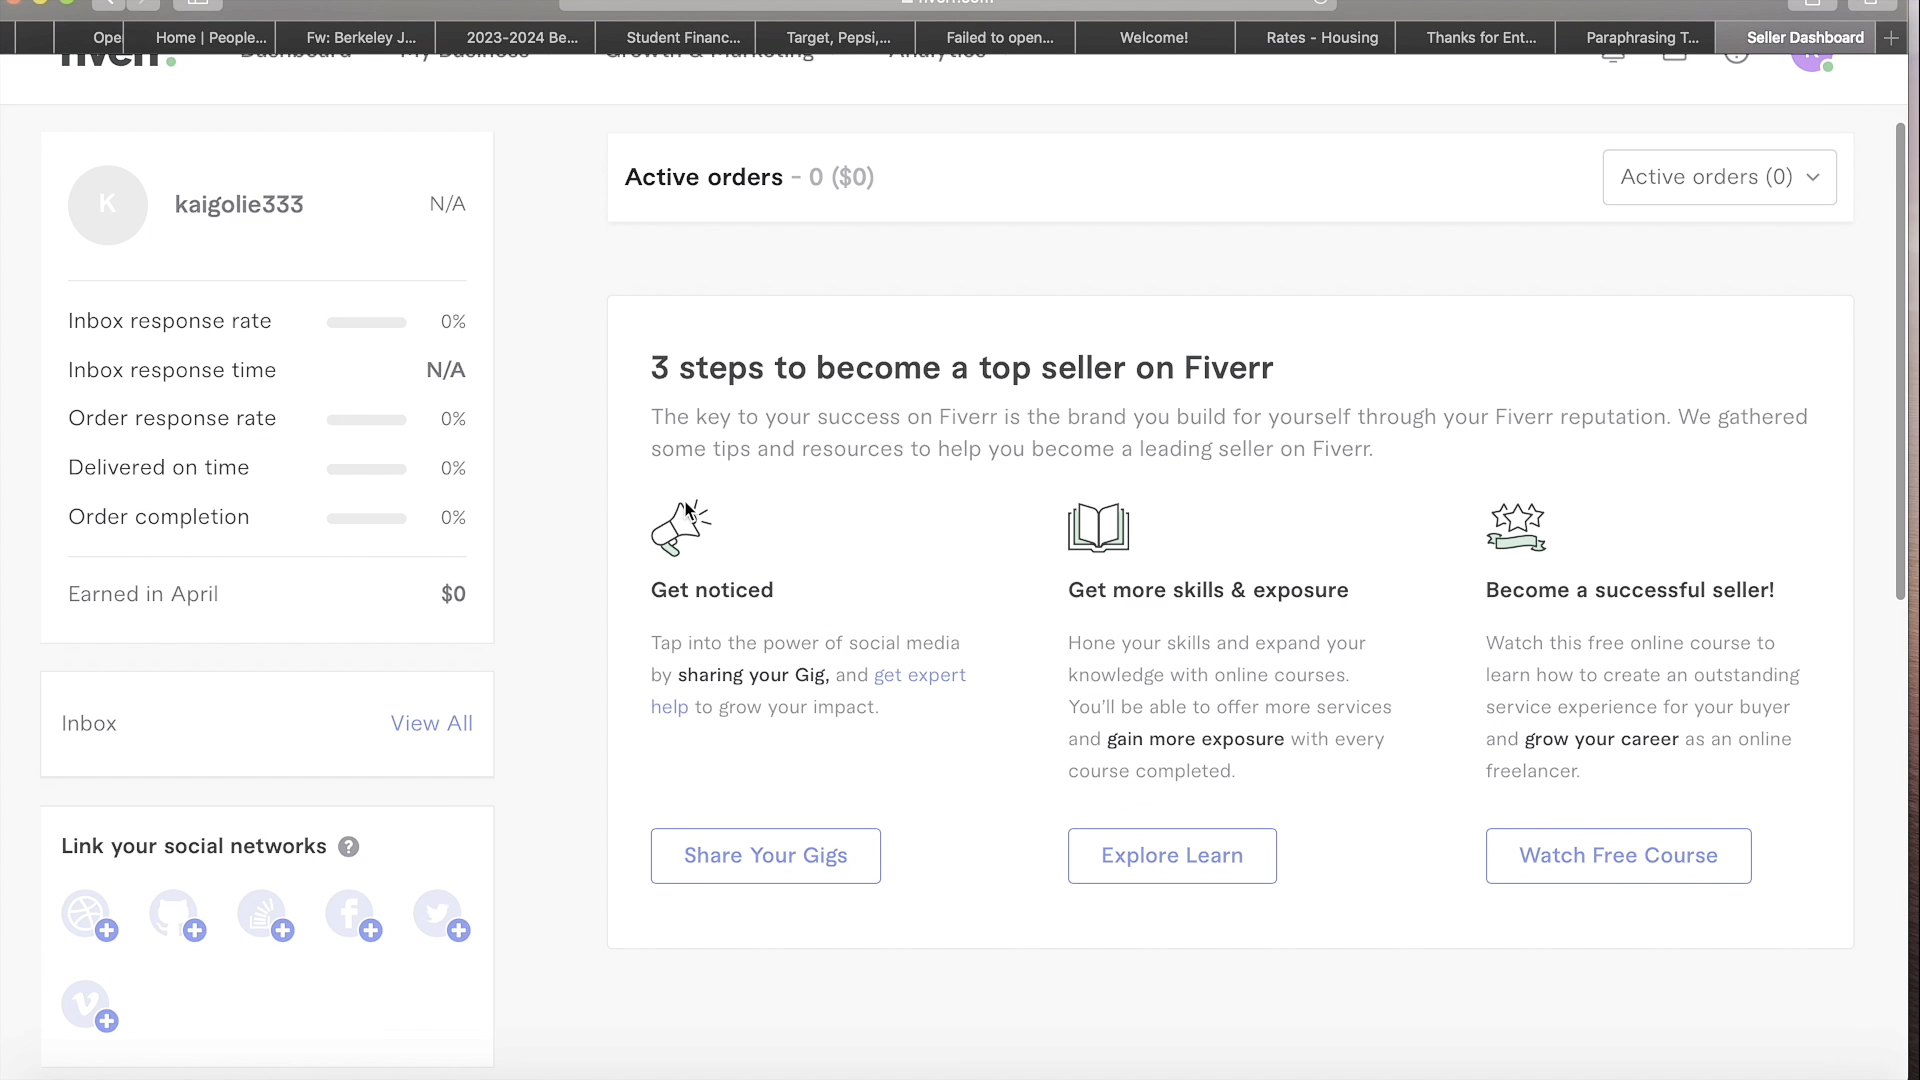 fiverr.com
Ope
Home | People...
Fw: Berkeley J...
2023-2024 Be...
Student Financ...
Target, Pepsi,...
Failed to open...
Welcome!
Rates - Housing
Thanks for Ent...
Paraphrasing T...
Seller Dashboard
fiverr.
Dashboard
My Business
Growth & Marketing
Analytics
K
kaigolie333
N/A
Inbox response rate
0%
Inbox response time
N/A
Order response rate
0%
Delivered on time
0%
Order completion
0%
Earned in April
$0
Inbox
View All
Link your social networks ?
Active orders - 0 ($0)
Active orders (0)
3 steps to become a top seller on Fiverr
The key to your success on Fiverr is the brand you build for yourself through your Fiverr reputation. We gathered
some tips and resources to help you become a leading seller on Fiverr.
Get noticed
Tap into the power of social media
by sharing your Gig, and get expert
help to grow your impact.
Share Your Gigs
Get more skills & exposure
Hone your skills and expand your
knowledge with online courses.
You'll be able to offer more services
and gain more exposure with every
course completed.
Explore Learn
Become a successful seller!
Watch this free online course to
learn how to create an outstanding
service experience for your buyer
and grow your career as an online
freelancer.
Watch Free Course